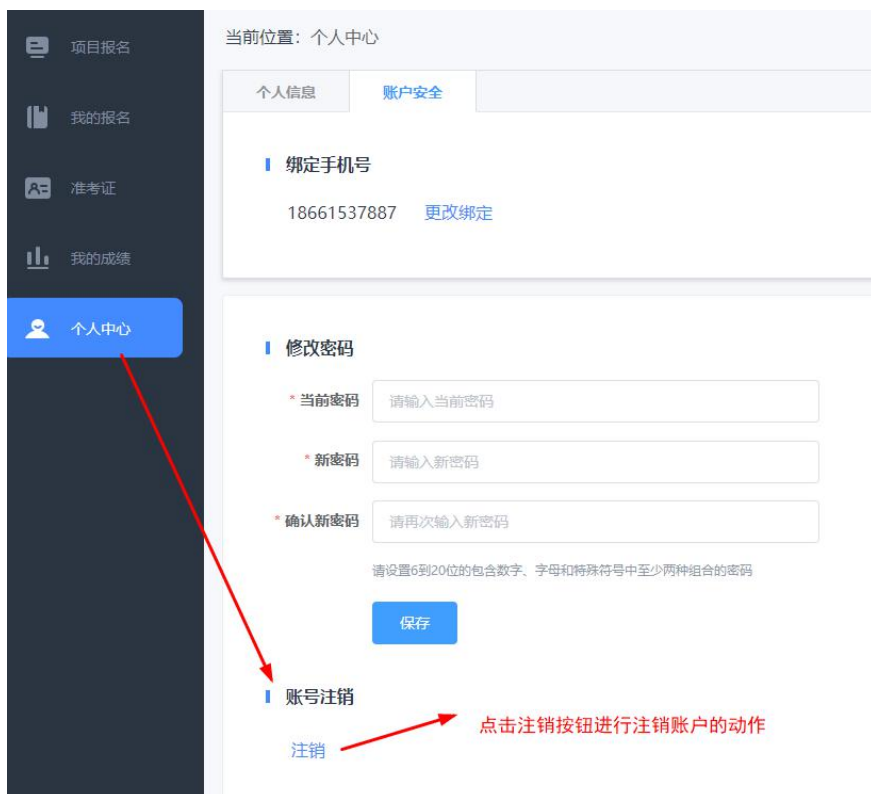 项目报名
我的报名
准考证
我的成绩
个人中心
当前位置：个人中心
个人信息
账户安全
绑定手机号
18661537887 更改绑定
修改密码
* 当前密码 请输入当前密码
* 新密码 请输入新密码
* 确认新密码 请再次输入新密码
请设置6到20位的包含数字、字母和特殊符号中至少两种组合的密码
保存
账号注销
注销
点击注销按钮进行注销账户的动作